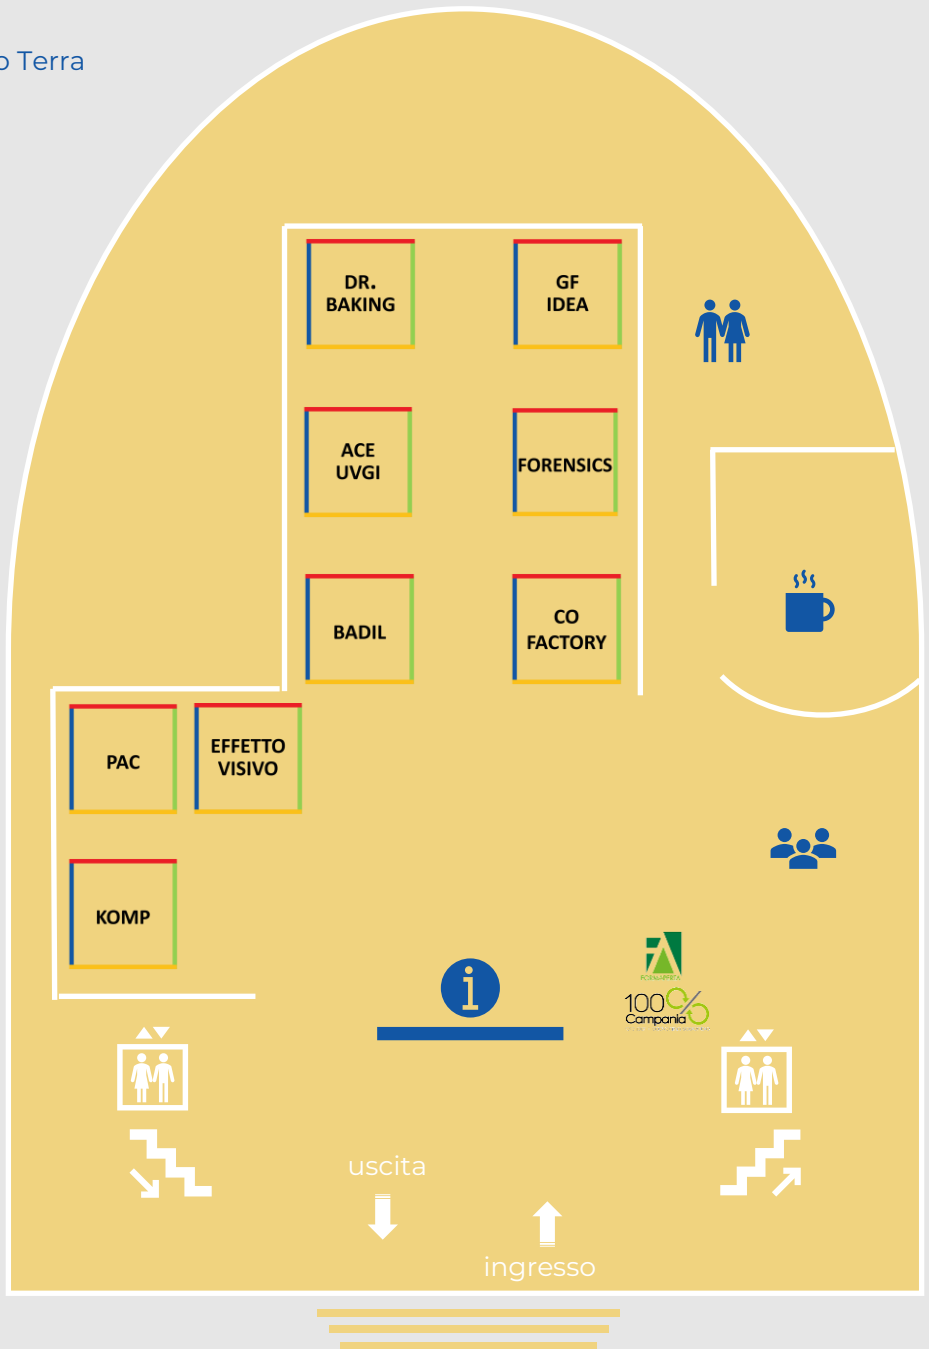 o Terra
DR.
BAKING
GF
IDEA
ACE
UVGI
FORENSICS
BADIL
CO
FACTORY
PAC
EFFETTO
VISIVO
KOMP
i
FORMAPERTA
100%
Campania
uscita
ingresso